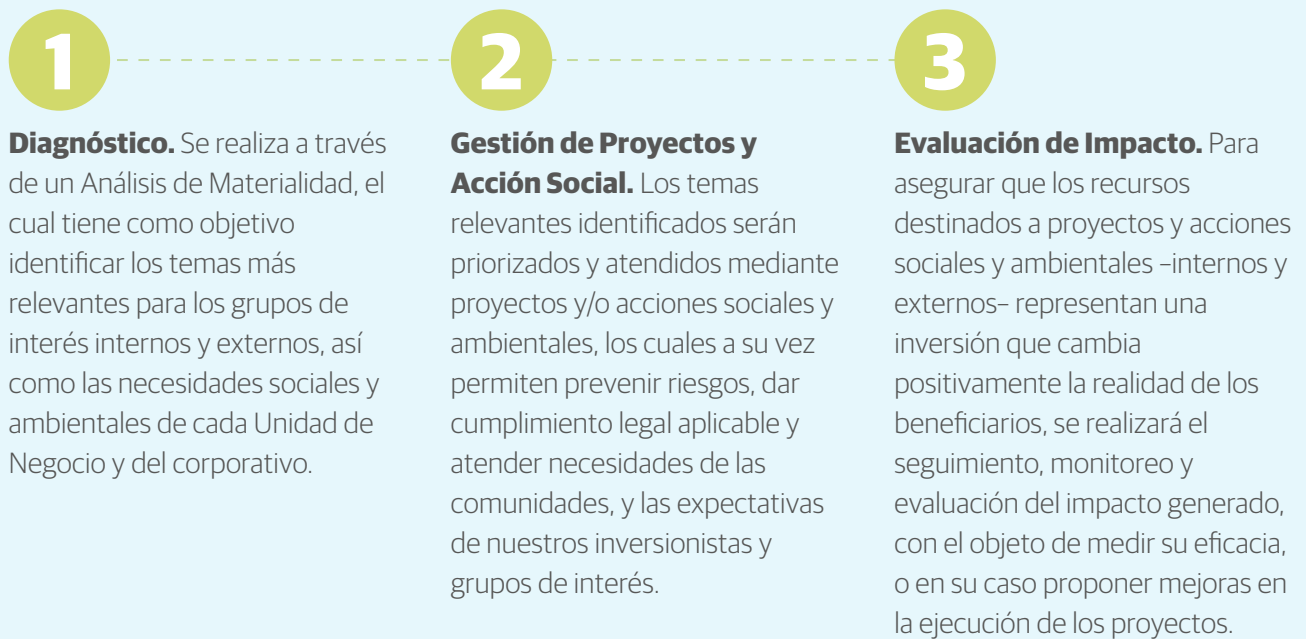 1
Diagnóstico. Se realiza a través
de un Análisis de Materialidad, el
cual tiene como objetivo
identificar los temas más
relevantes para los grupos de
interés internos y externos, así
como las necesidades sociales y
ambientales de cada Unidad de
Negocio y del corporativo.
2
Gestión de Proyectos y
Acción Social. Los temas
relevantes identificados serán
priorizados y atendidos mediante
proyectos y/o acciones sociales y
ambientales, los cuales a su vez
permiten prevenir riesgos, dar
cumplimiento legal aplicable y
atender necesidades de las
comunidades, y las expectativas
de nuestros inversionistas y
grupos de interés.
3
Evaluación de Impacto. Para
asegurar que los recursos
destinados a proyectos y acciones
sociales y ambientales –internos y
externos– representan una
inversión que cambia
positivamente la realidad de los
beneficiarios, se realizará el
seguimiento, monitoreo y
evaluación del impacto generado,
con el objeto de medir su eficacia,
o en su caso proponer mejoras en
la ejecución de los proyectos.